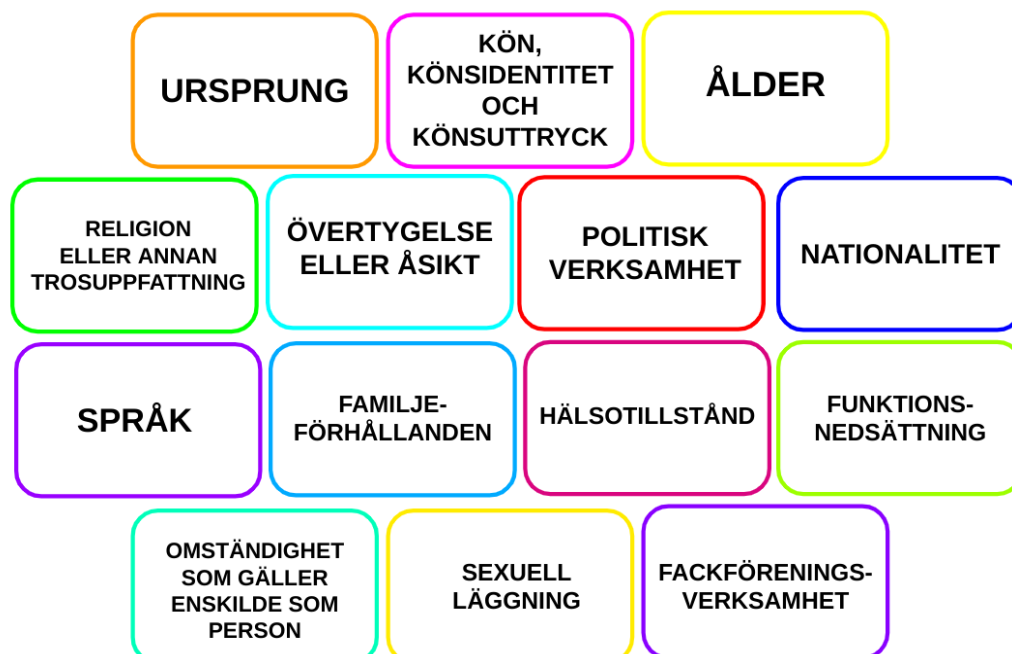 URSPRUNG
KÖN,
KÖNSIDENTITET
OCH
KÖNSUTTRYCK
ÅLDER
RELIGION
ELLER ANNAN
TROSUPPFATTNING
ÖVERTYGELSE
ELLER ÅSIKT
POLITISK
VERKSAMHET
NATIONALITET
SPRÅK
FAMILJE-
FÖRHÅLLANDEN
HÄLSOTILLSTÅND
FUNKTIONS-
NEDSÄTTNING
OMSTÄNDIGHET
SOM GÄLLER
ENSKILDE SOM
PERSON
SEXUELL
LÄGGNING
FACKFÖRENINGS-
VERKSAMHET